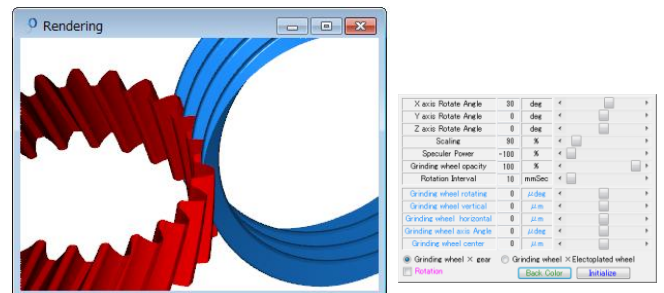 Rendering
X axis Rotate Angle 30 deg
Y axis Rotate Angle 0 deg
Z axis Rotate Angle 0 deg
Scaling 90 %
Speculer Power -100 %
Grinding wheel opacity 100 %
Rotation Interval 10 mmSec
Grinding wheel rotating 0 μdeg
Grinding wheel vertical 0 μm
Grinding wheel horizontal 0 μm
Grinding wheel axis Angle 0 μdeg
Grinding wheel center 0 μm
Grinding wheel × gear Grinding wheel × Electoplated wheel
Rotation Back Color Initialize